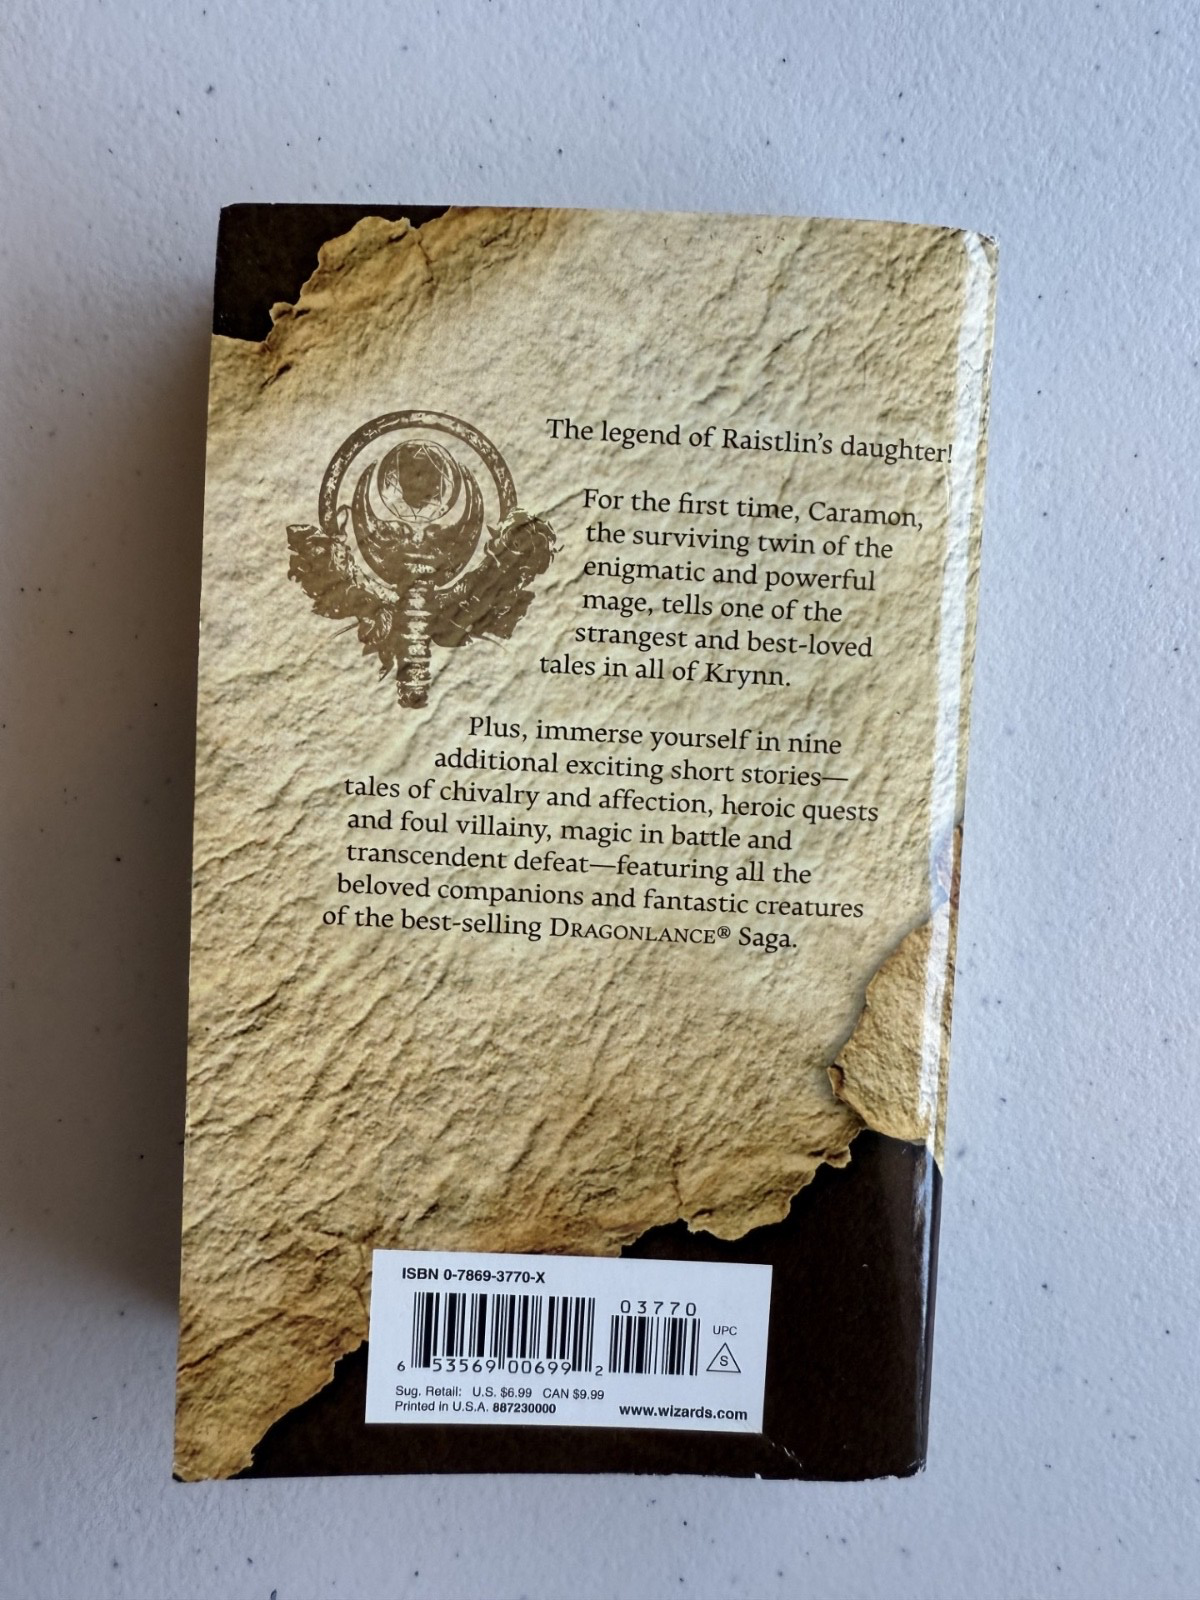 The legend of Raistlin's daughter!
For the first time, Caramon,
the surviving twin of the
enigmatic and powerful
mage, tells one of the
strangest and best-loved
tales in all of Krynn.
Plus, immerse yourself in nine
additional exciting short stories—
tales of chivalry and affection, heroic quests
and foul villainy, magic in battle and
transcendent defeat—featuring all the
beloved companions and fantastic creatures
of the best-selling DRAGONLANCE® Saga.
ISBN 0-7869-3770-X
03770
UPC
S
6 53569 00699 2
Sug. Retail: U.S. $6.99 CAN $9.99
Printed in U.S.A. 887230000
www.wizards.com